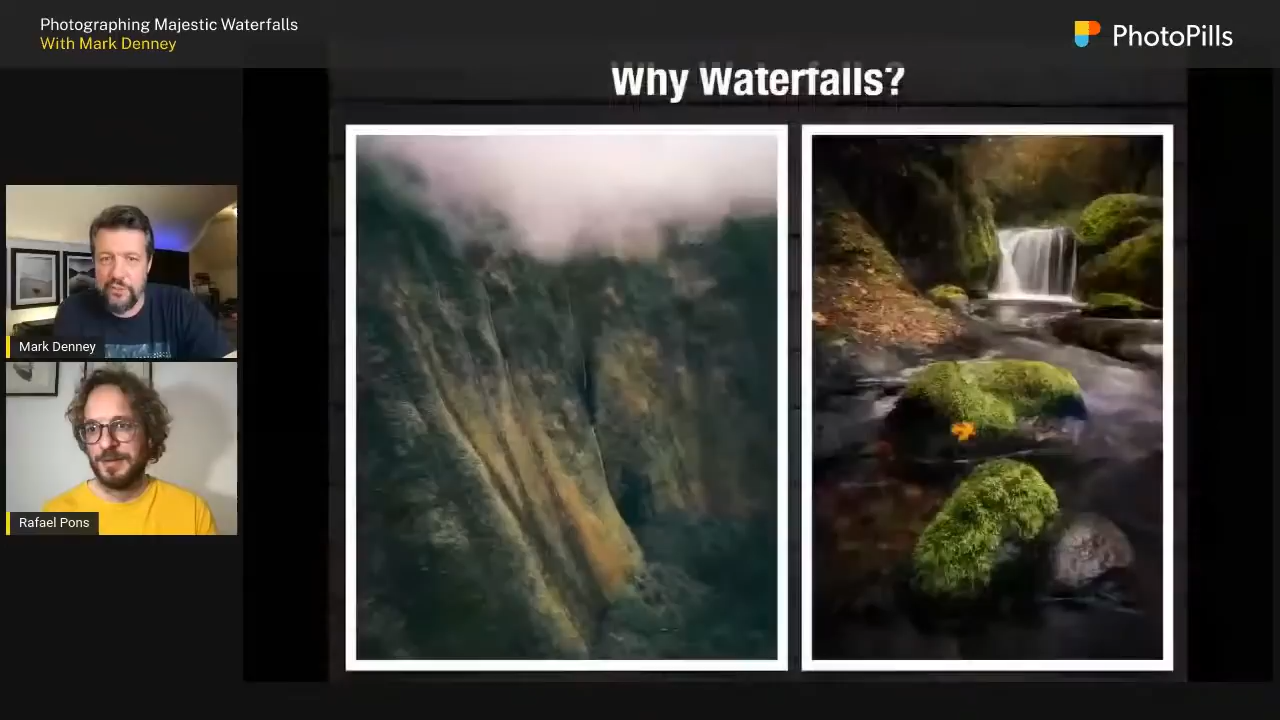 Photographing Majestic Waterfalls
With Mark Denney
PhotoPills
Why Waterfalls?
Mark Denney
Rafael Pons